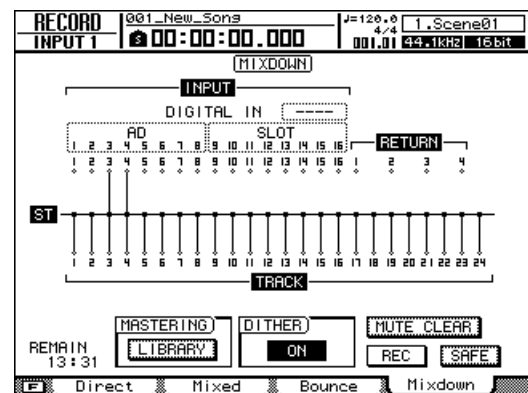 RECORD 001_New_Song ♩=120.0 1.Scene01
4/4
INPUT 1 S 00:00:00.000 001.01 44.1kHz 16bit
MIXDOWN
INPUT
DIGITAL IN ----
AD SLOT
1 2 3 4 5 6 7 8 9 10 11 12 13 14 15 16 RETURN
1 2 3 4 5 6 7 8 9 10 11 12 13 14 15 16 1 2 3 4
ST
1 2 3 4 5 6 7 8 9 10 11 12 13 14 15 16 17 18 19 20 21 22 23 24
TRACK
MASTERING DITHER MUTE CLEAR
REMAIN LIBRARY ON REC SAFE
13:31
F Direct Mixed Bounce Mixdown